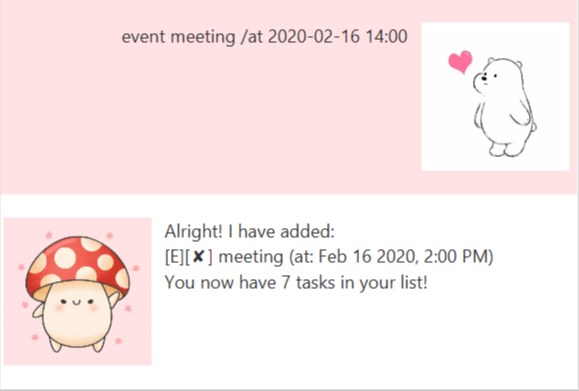 event meeting /at 2020-02-16 14:00
Alright! I have added:
[E][✘] meeting (at: Feb 16 2020, 2:00 PM)
You now have 7 tasks in your list!